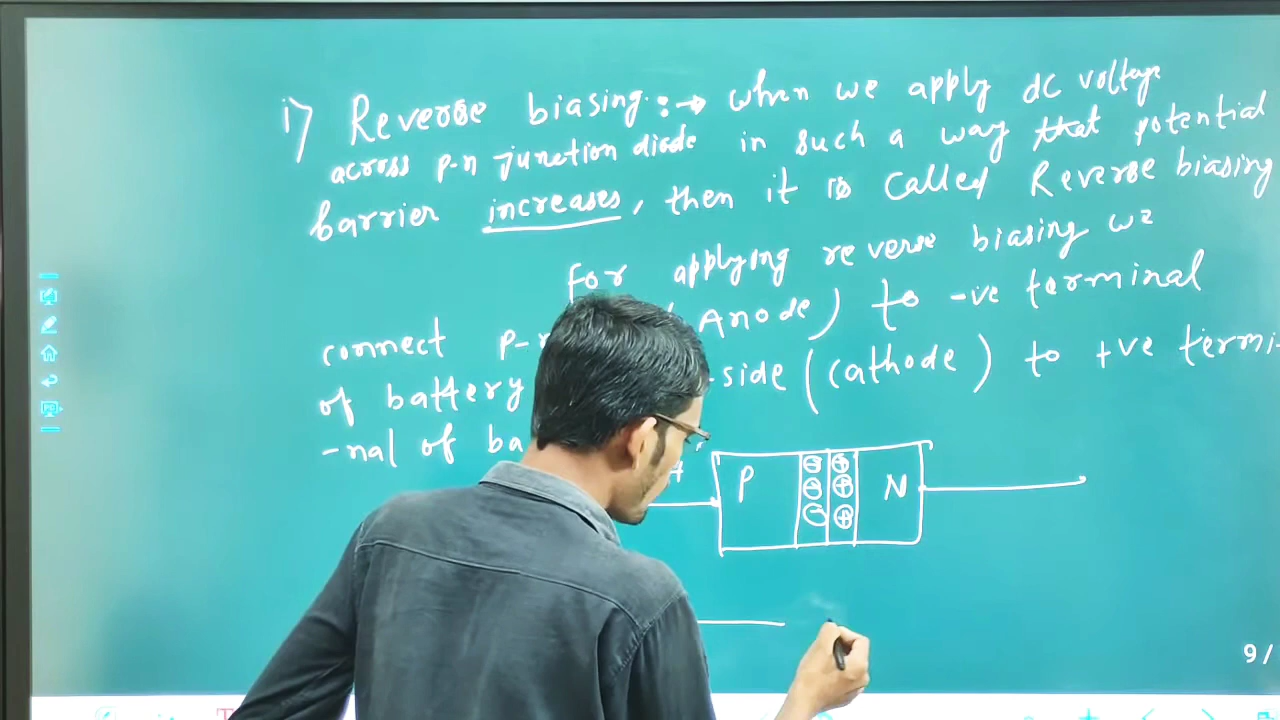 i) Reverse biasing :→ when we apply dc voltage
across p-n junction diode in such a way that potential
barrier increases, then it is called Reverse biasing
For applying reverse biasing we
connect p- Anode) to -ve terminal
of battery -side (cathode) to +ve termi-
-nal of ba
A
P ⊖ ⊕ N
⊖ ⊕
⊖ ⊕
9/